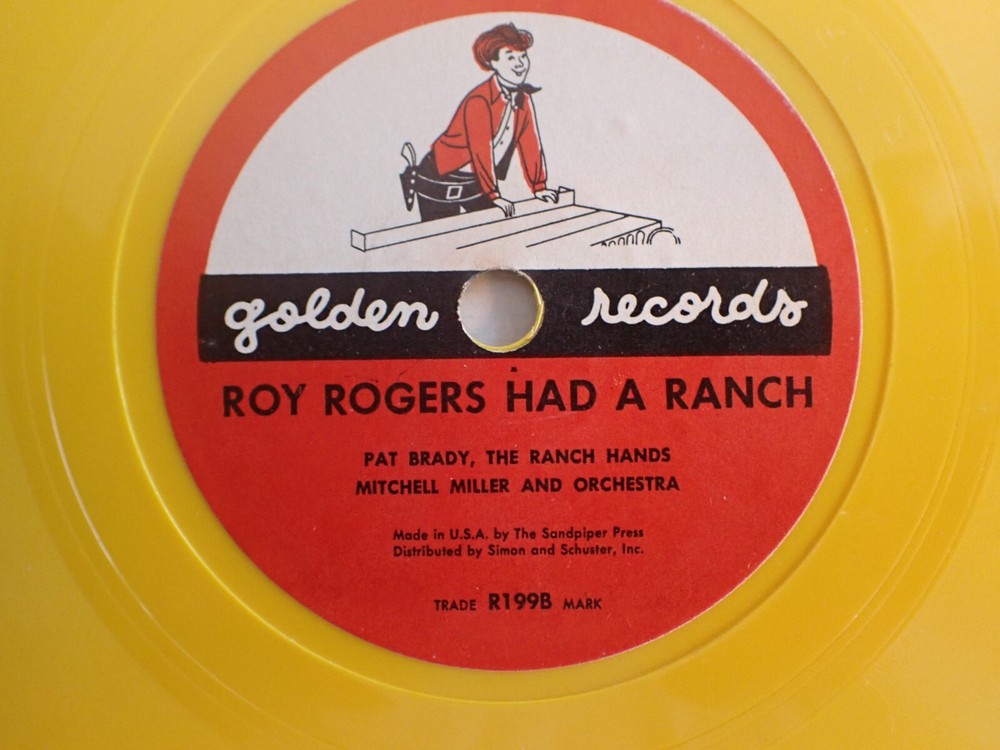 golden records
ROY ROGERS HAD A RANCH
PAT BRADY, THE RANCH HANDS
MITCHELL MILLER AND ORCHESTRA
Made in U.S.A. by The Sandpiper Press
Distributed by Simon and Schuster, Inc.
TRADE R199B MARK